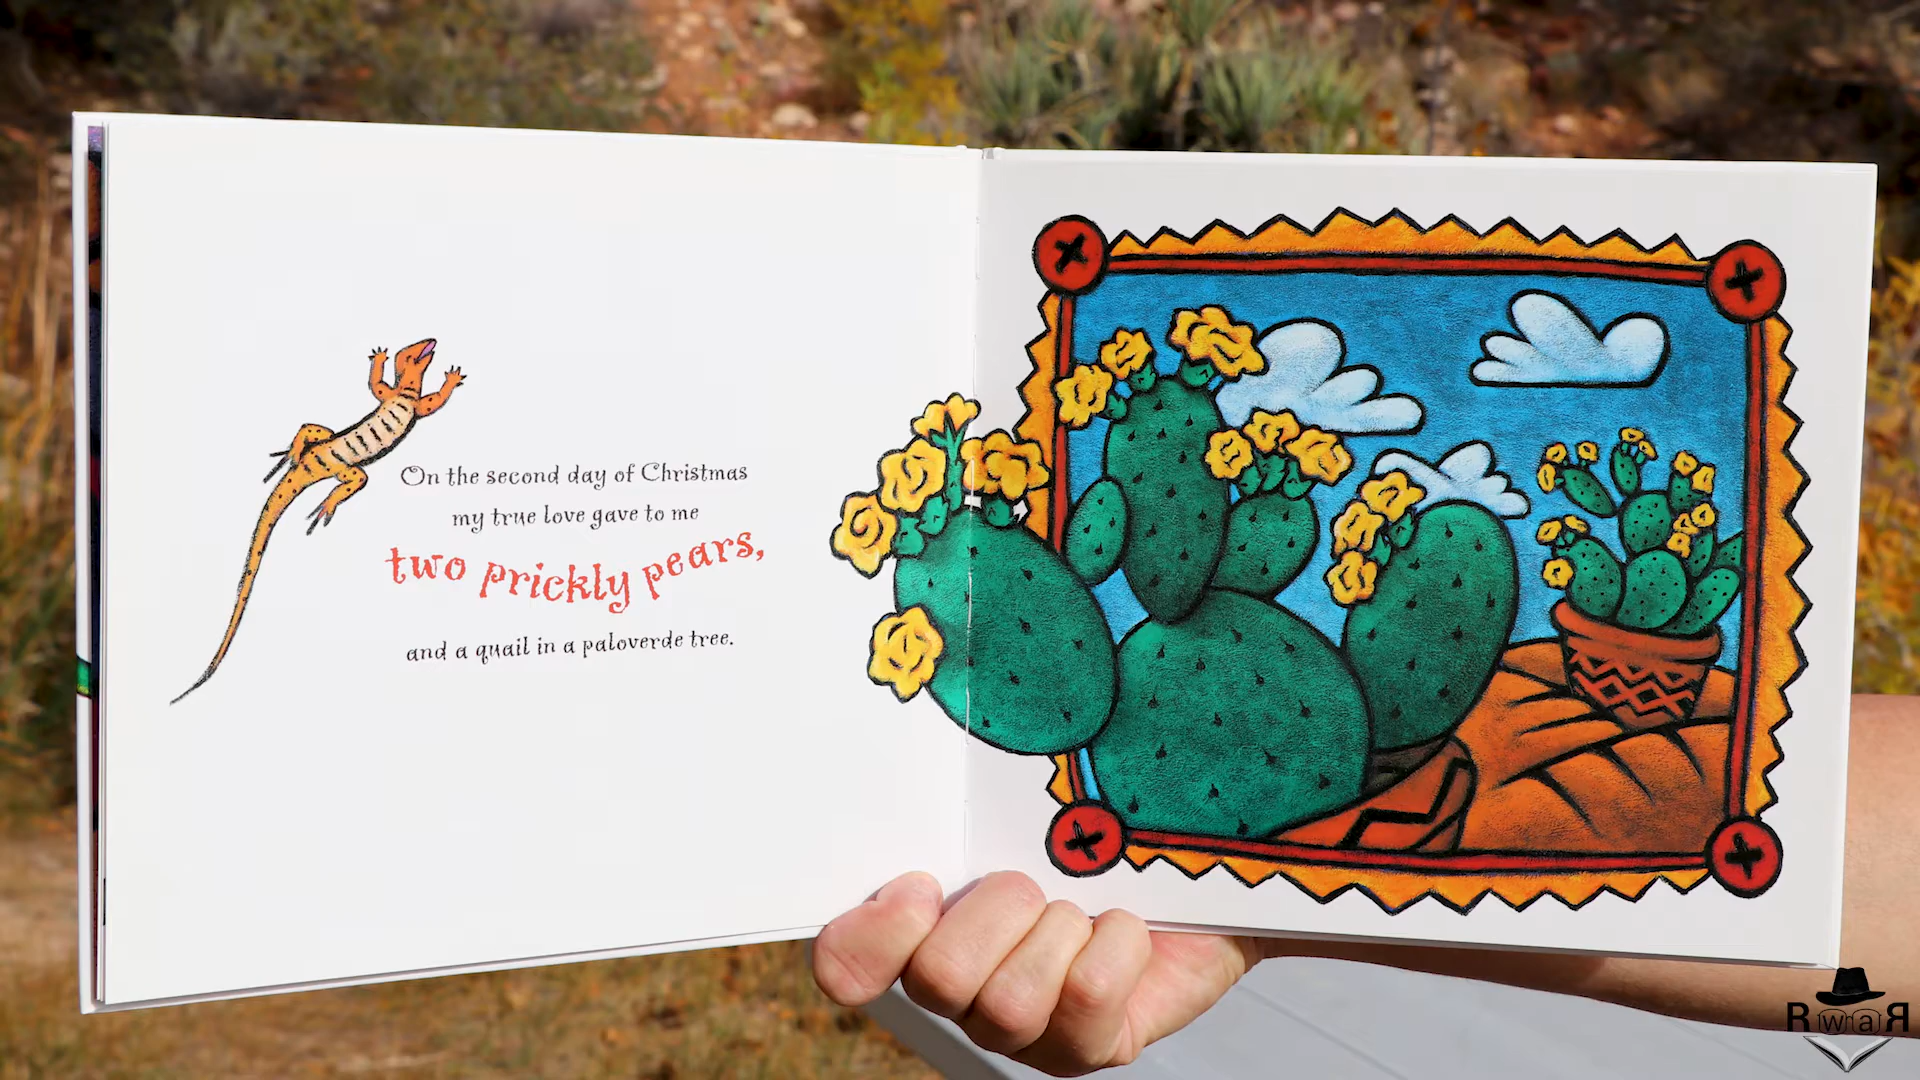 On the second day of Christmas
my true love gave to me
two prickly pears,
and a quail in a paloverde tree.
RwaR